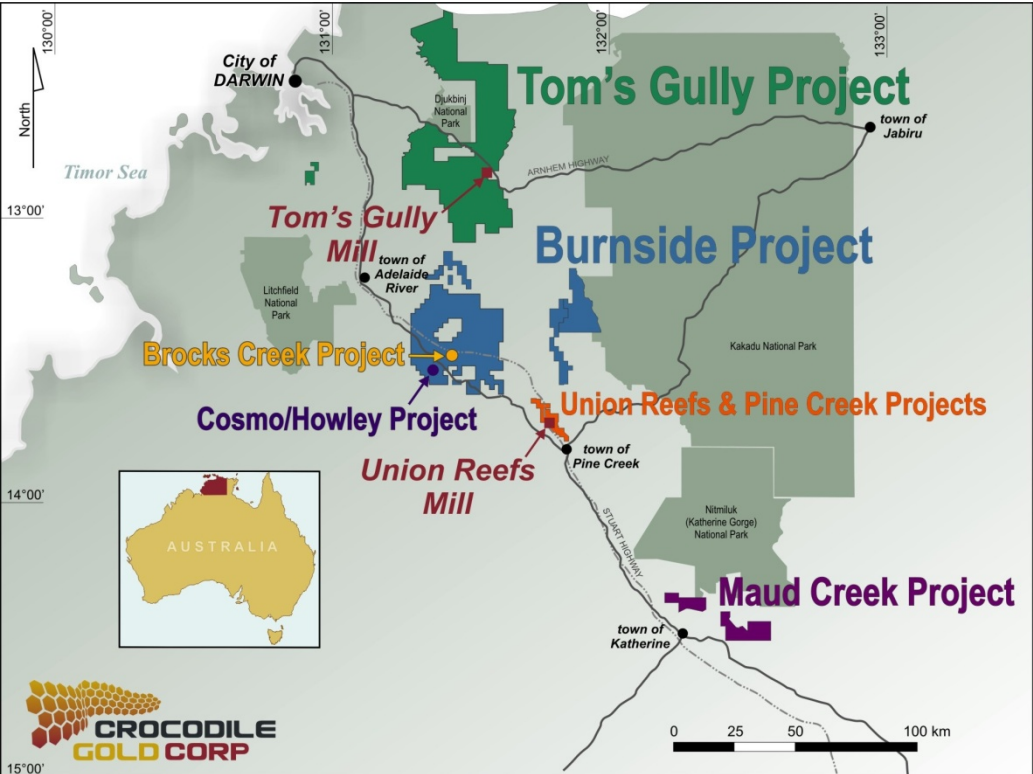 130°00'
131°00'
132°00'
133°00'
North
City of
DARWIN
Djukbinj
National
Park
Tom's Gully Project
town of
Jabiru
ARNHEM HIGHWAY
Timor Sea
13°00'
Tom's Gully
Mill
Burnside Project
town of
Adelaide
River
Litchfield
National
Park
Kakadu National Park
Brocks Creek Project
Cosmo/Howley Project
Union Reefs & Pine Creek Projects
town of
Pine Creek
Union Reefs
Mill
14°00'
AUSTRALIA
STUART HIGHWAY
Nitmiluk
(Katherine Gorge)
National Park
Maud Creek Project
town of
Katherine
CROCODILE
GOLD CORP
0 25 50 100 km
15°00'